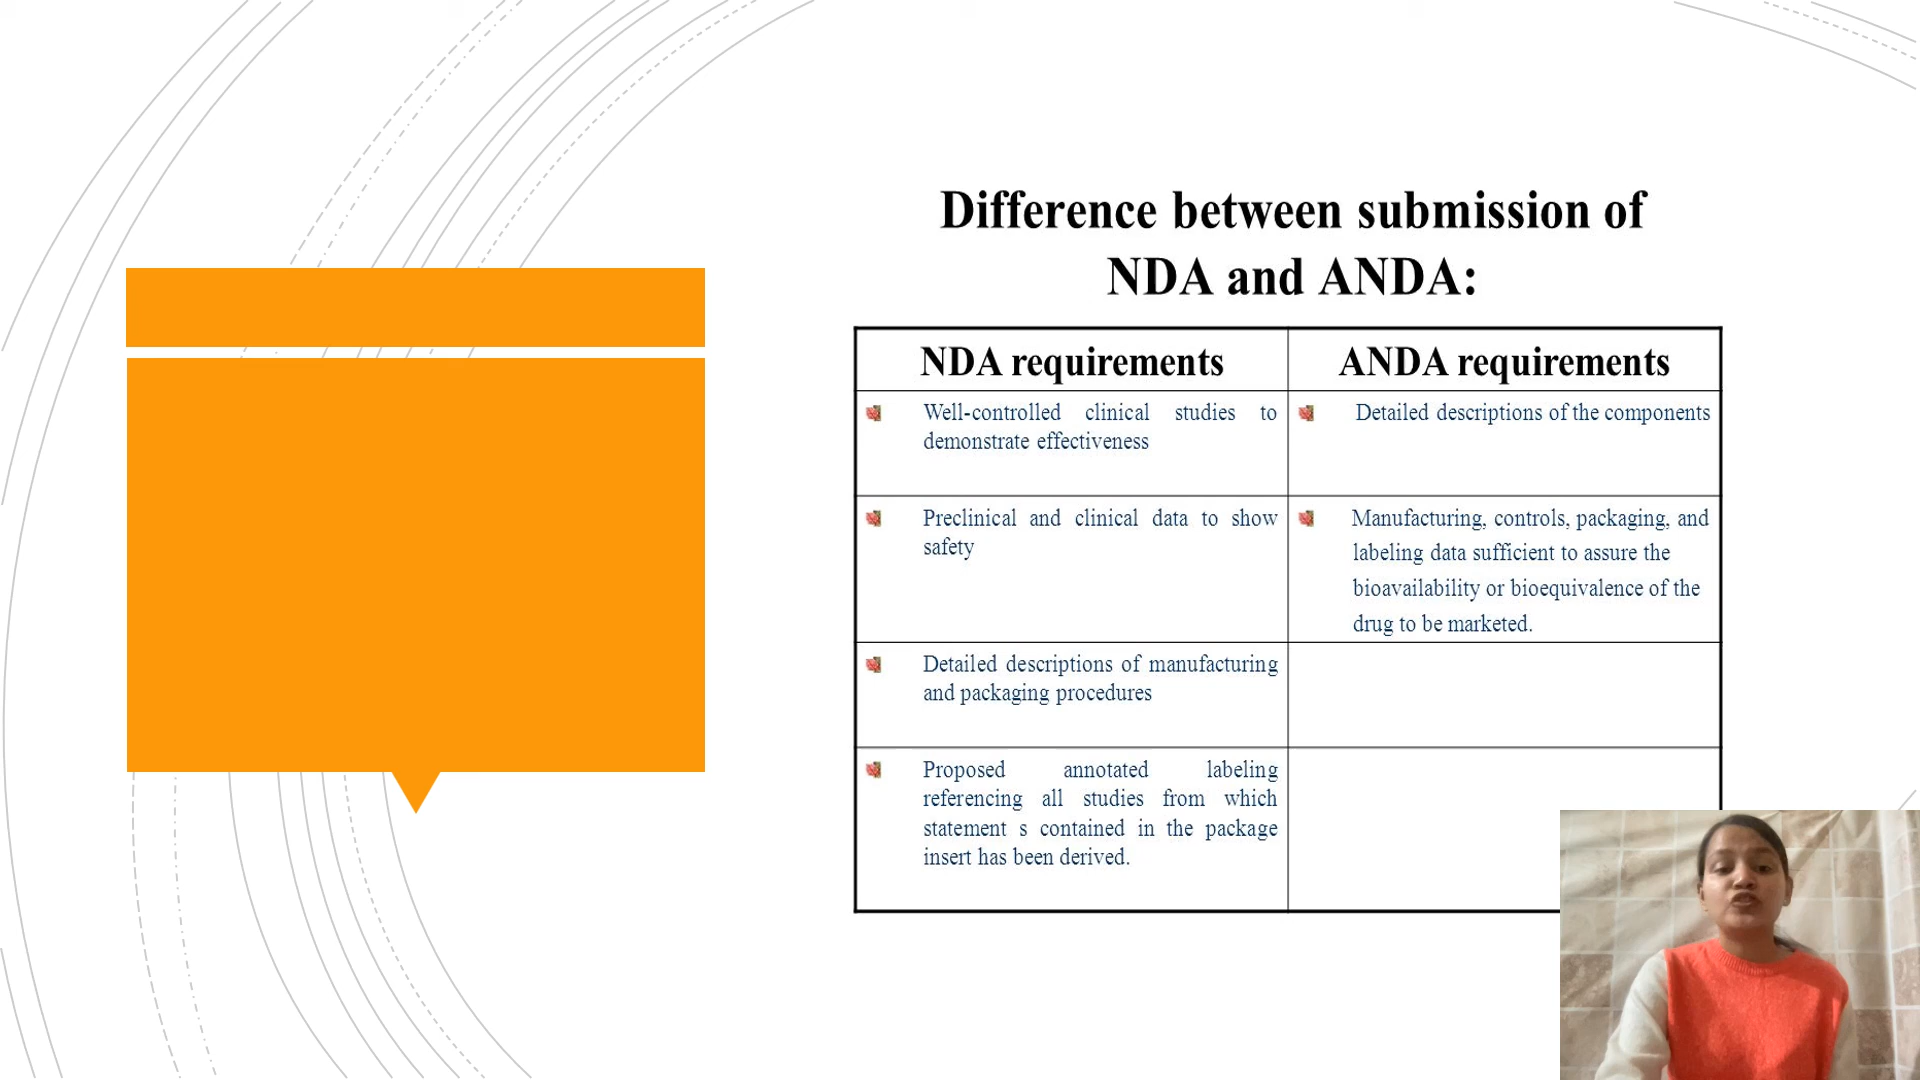 Difference between submission of
NDA and ANDA:
NDA requirements
ANDA requirements
Well-controlled clinical studies to
demonstrate effectiveness
Detailed descriptions of the components
Preclinical and clinical data to show
safety
Manufacturing, controls, packaging, and
labeling data sufficient to assure the
bioavailability or bioequivalence of the
drug to be marketed.
Detailed descriptions of manufacturing
and packaging procedures
Proposed annotated labeling
referencing all studies from which
statement s contained in the package
insert has been derived.